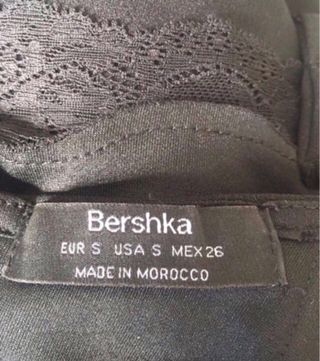 Bershka
EUR S USA S MEX 26
MADE IN MOROCCO